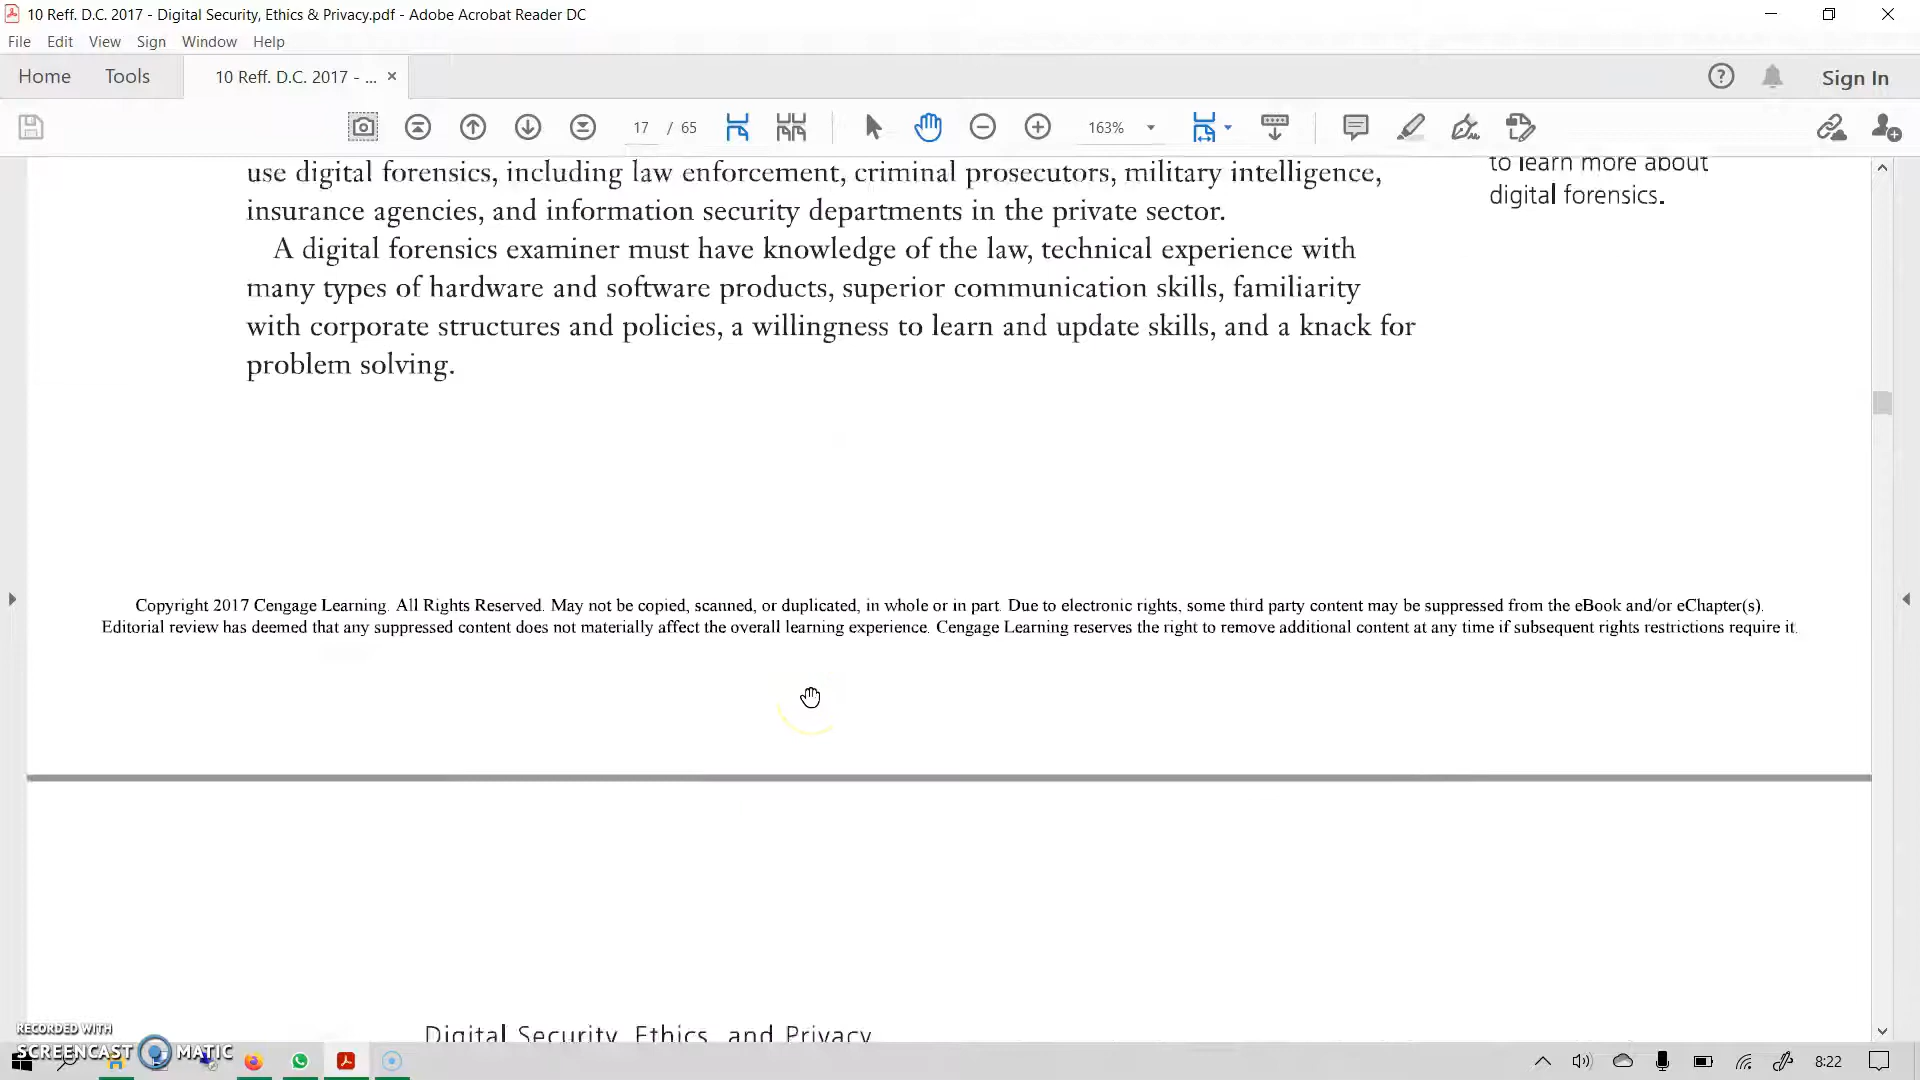 10 Reff. D.C. 2017 - Digital Security, Ethics & Privacy.pdf - Adobe Acrobat Reader DC
File Edit View Sign Window Help
Home Tools 10 Reff. D.C. 2017 - ... Sign In
17 / 65 163%
use digital forensics, including law enforcement, criminal prosecutors, military intelligence,
insurance agencies, and information security departments in the private sector.
A digital forensics examiner must have knowledge of the law, technical experience with
many types of hardware and software products, superior communication skills, familiarity
with corporate structures and policies, a willingness to learn and update skills, and a knack for
problem solving.
to learn more about
digital forensics.
Copyright 2017 Cengage Learning. All Rights Reserved. May not be copied, scanned, or duplicated, in whole or in part. Due to electronic rights, some third party content may be suppressed from the eBook and/or eChapter(s).
Editorial review has deemed that any suppressed content does not materially affect the overall learning experience. Cengage Learning reserves the right to remove additional content at any time if subsequent rights restrictions require it.
Digital Security, Ethics, and Privacy
RECORDED WITH
SCREENCAST MATIC
8:22